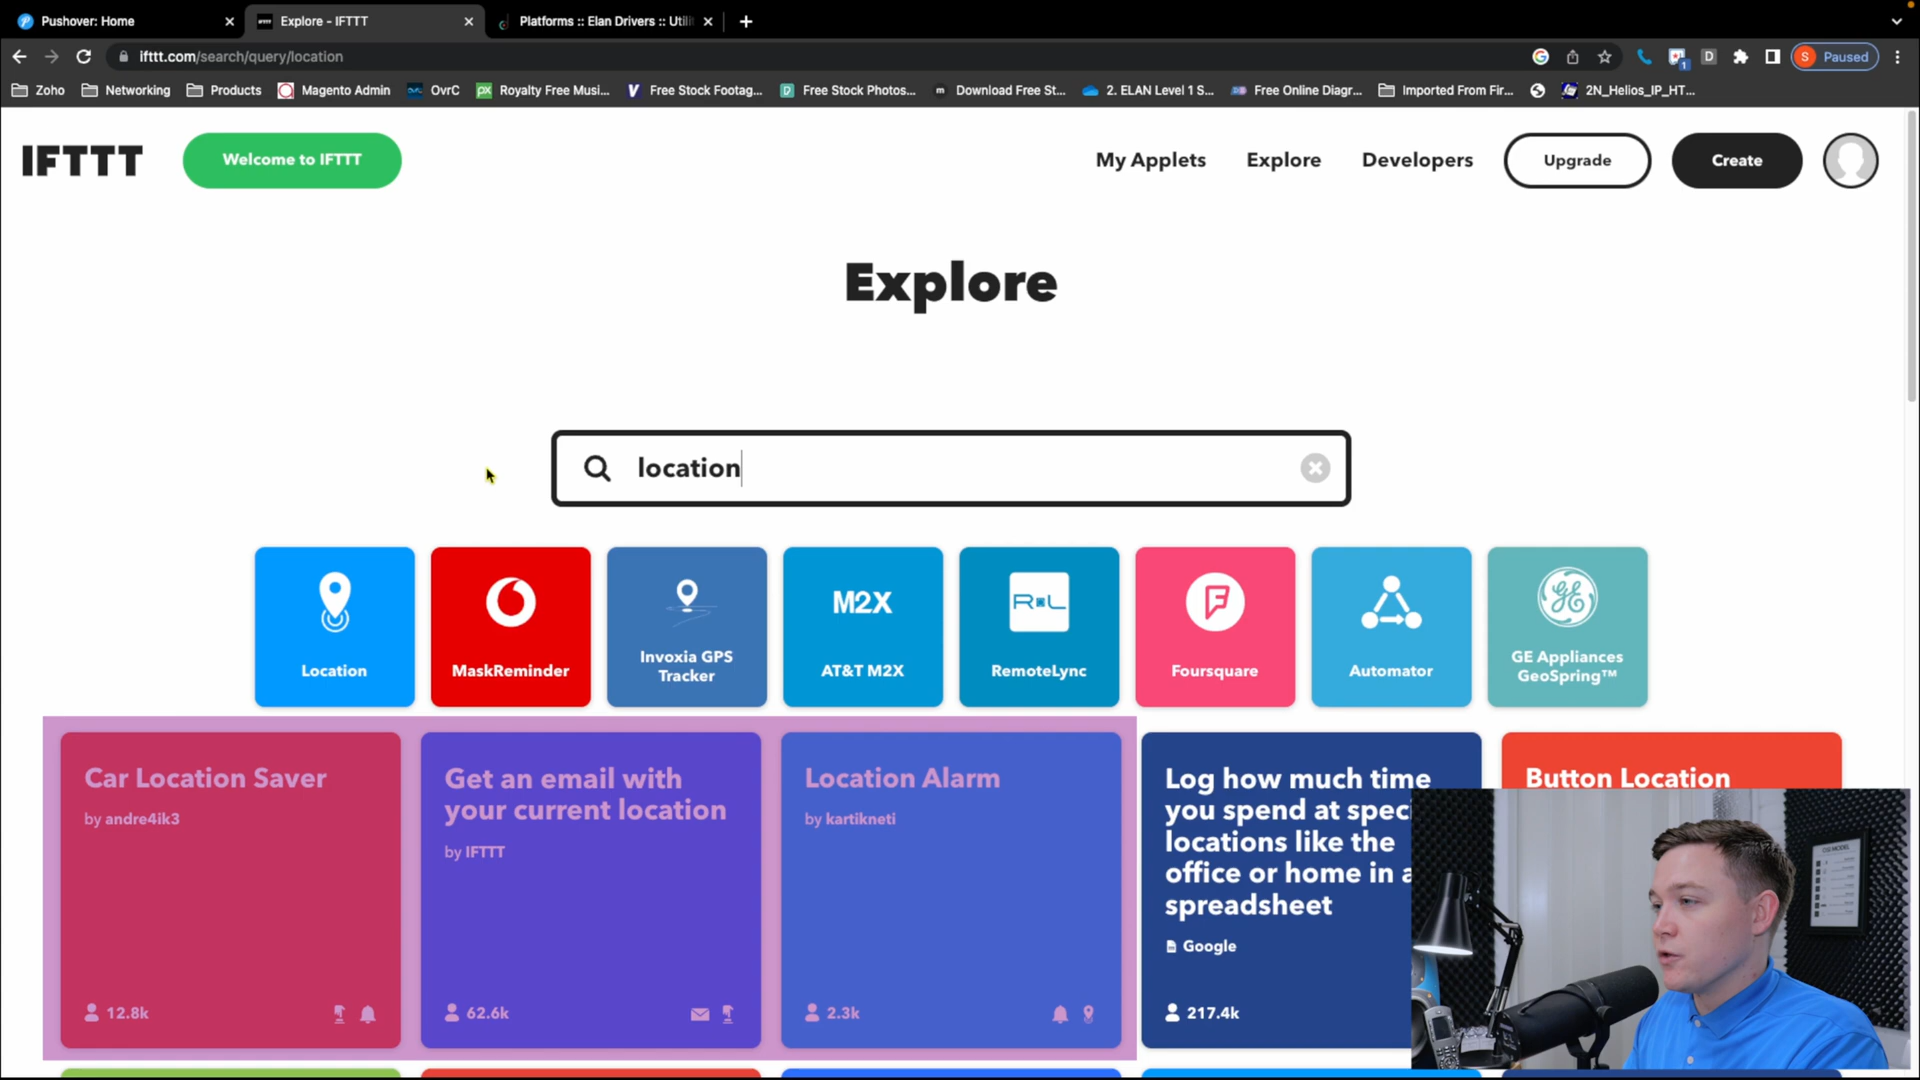 Pushover: Home
Explore - IFTTT
Platforms :: Elan Drivers :: Utili
ifttt.com/search/query/location
1
D
S Paused
Zoho
Networking
Products
Magento Admin
OvrC
px Royalty Free Musi...
V Free Stock Footag...
Free Stock Photos...
m Download Free St...
2. ELAN Level 1 S...
Free Online Diagr...
Imported From Fir...
2N_Helios_IP_HT...
IFTTT
Welcome to IFTTT
My Applets
Explore
Developers
Upgrade
Create
Explore
location
Location
MaskReminder
Invoxia GPS
Tracker
M2X
AT&T M2X
R L
RemoteLync
Foursquare
Automator
GE
GE Appliances
GeoSpring™
Car Location Saver
by andre4ik3
12.8k
Get an email with
your current location
by IFTTT
62.6k
Location Alarm
by kartikneti
2.3k
Log how much time
you spend at speci
locations like the
office or home in a
spreadsheet
Google
217.4k
Button Location